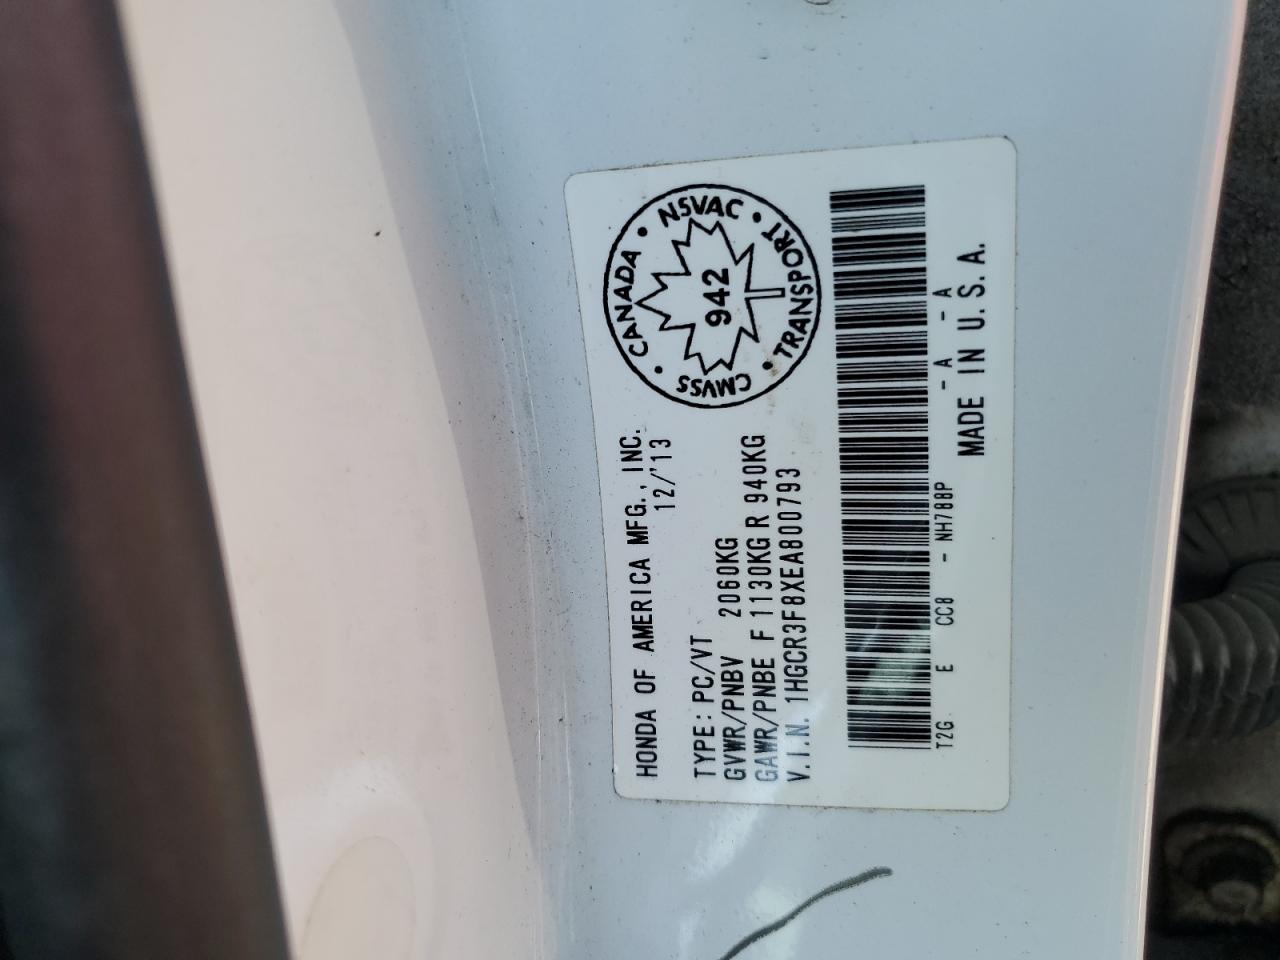 HONDA OF AMERICA MFG., INC.
12/'13
TYPE: PC/VT
GVWR/PNBV 2060KG
GAWR/PNBE F 1130KG R 940KG
V.I.N. 1HGCR3F8XEA800793
CANADA • NSVAC • TRANSPORT • CMVSS •
942
T2G E CC8 - NH788P - A - A - A
MADE IN U.S.A.